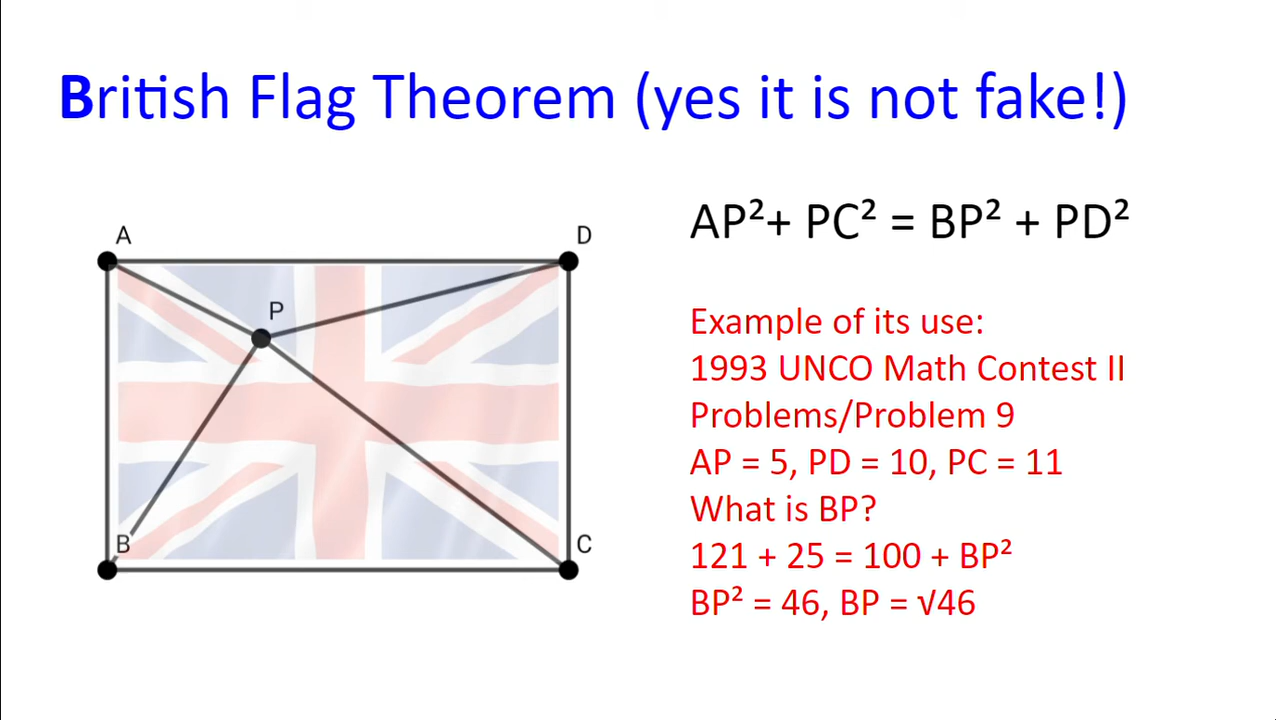 British Flag Theorem (yes it is not fake!)
A
D
P
B
C
AP²+ PC² = BP² + PD²
Example of its use:
1993 UNCO Math Contest II
Problems/Problem 9
AP = 5, PD = 10, PC = 11
What is BP?
121 + 25 = 100 + BP²
BP² = 46, BP = √46